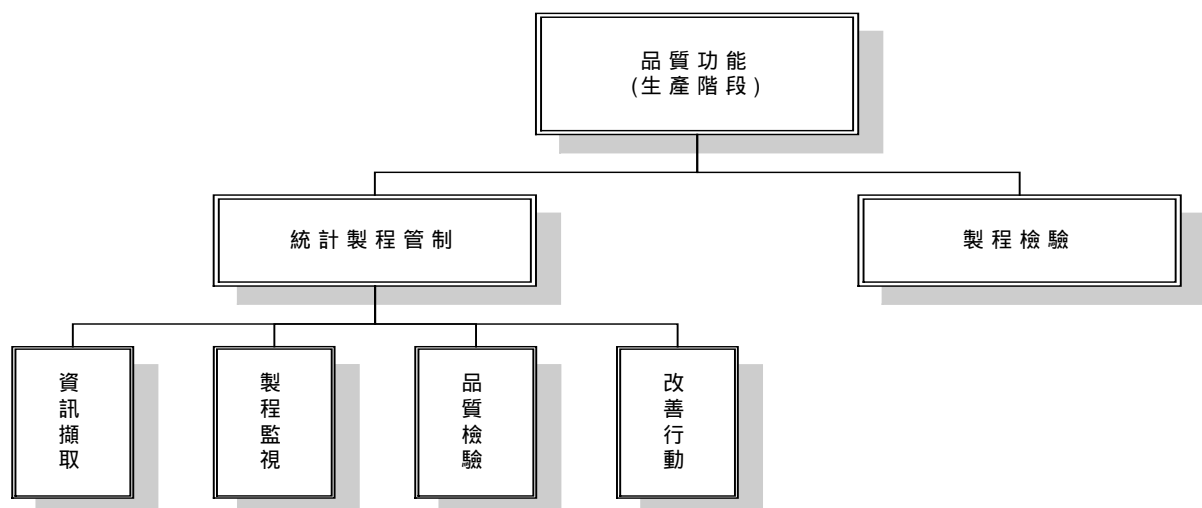 品質功能
(生產階段)
統計製程管制
製程檢驗
資訊擷取
製程監視
品質檢驗
改善行動